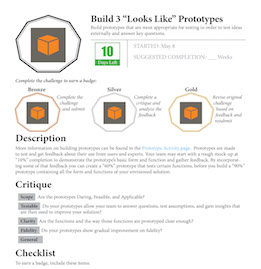 Build 3 "Looks Like" Prototypes
Build prototypes that are most appropriate for testing in order to test ideas
externally and answer key questions.
10
Days Left
STARTED: May 8
SUGGESTED COMPLETION: ___ Weeks
Complete the challenge to earn a badge:
Bronze
Complete
the challenge
and submit
Silver
Complete a
critique and
analyze the
feedback
Gold
Revise
challenge
based on
feedback and
resubmit
Description
More information on building prototypes can be found in the Prototype Activity page. Prototypes are made
to test and get feedback about their use from users and experts. Your team may start with a rough mock-up at
"10%" completion to demonstrate the prototype's basic form and function and gather feedback. By incorporat-
ing some of that feedback you can create a "60%" prototype that tests certain functions, before you build a "90%"
prototype containing all the form and functions of your envisioned solution.
Critique
Scope Are the prototypes Daring, Feasible, and Applicable?
Testable Do your prototypes allow your team to answer questions, test assumptions, and gain insights that
are then used to improve your solution?
Clarity Are the functions and the way those functions are prototyped clear enough?
Fidelity Do your prototypes show gradual improvement on fidelity?
General
Checklist
To earn a badge, include these items